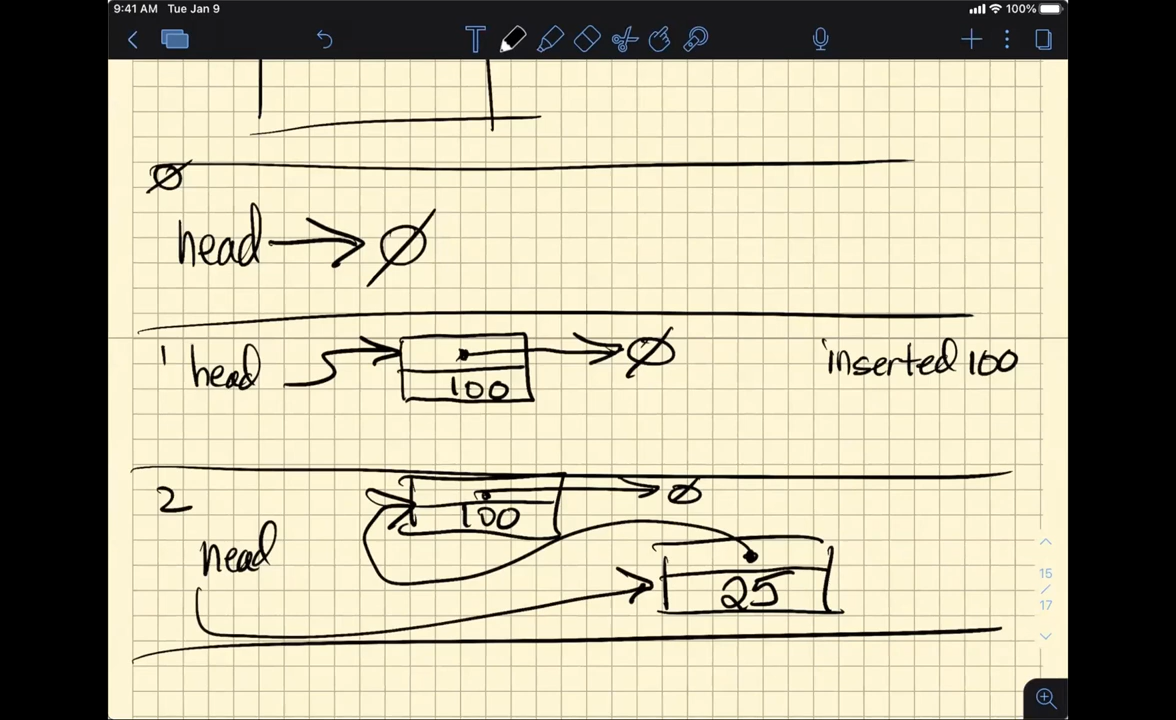 9:41 AM Tue Jan 9 100%
T
∅
head → ∅
1 head 100 → ∅ inserted 100
2
100 → ∅
head
25
15
/
17